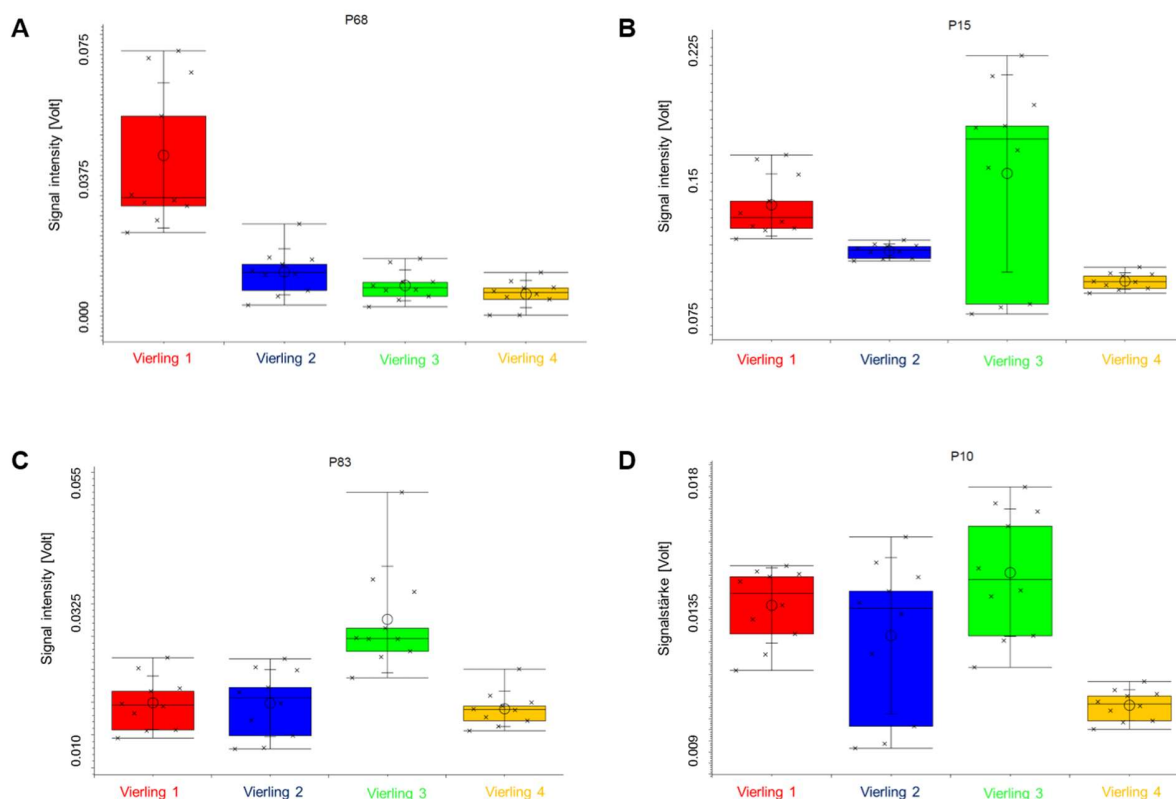 A
P68
Signal intensity [Volt]
0.075
0.0375
0.000
Vierling 1
Vierling 2
Vierling 3
Vierling 4
B
P15
Signal intensity [Volt]
0.225
0.15
0.075
Vierling 1
Vierling 2
Vierling 3
Vierling 4
C
P83
Signal intensity [Volt]
0.055
0.0325
0.010
Vierling 1
Vierling 2
Vierling 3
Vierling 4
D
P10
Signalstärke [Volt]
0.018
0.0135
0.009
Vierling 1
Vierling 2
Vierling 3
Vierling 4